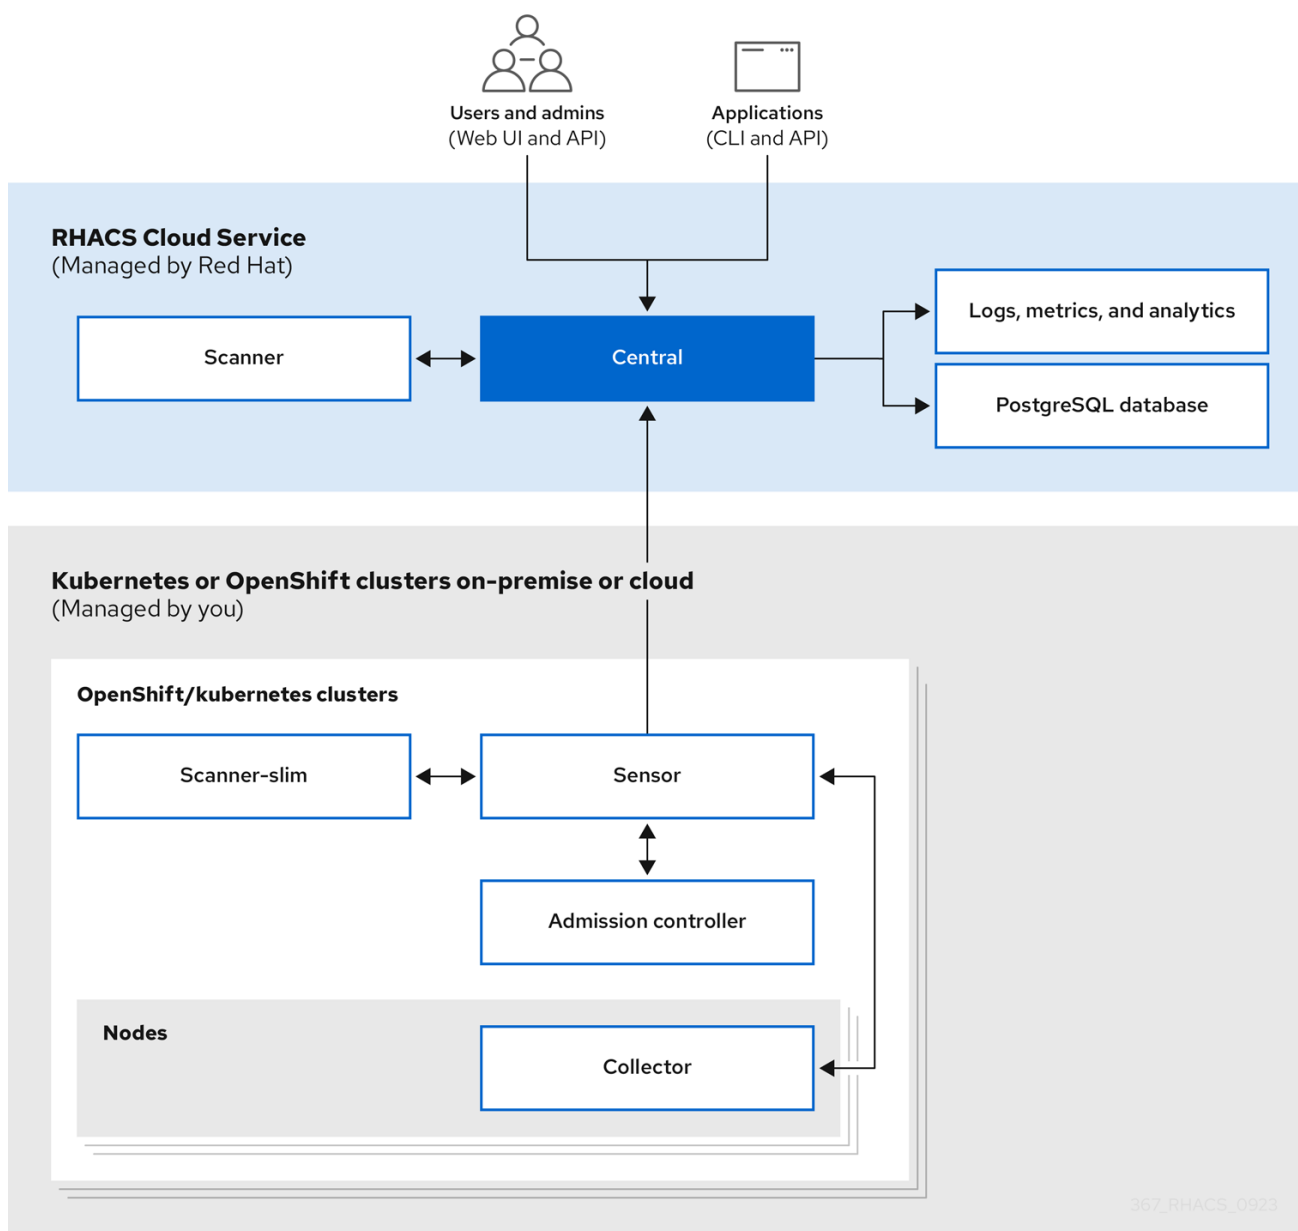 Users and admins
(Web UI and API)
Applications
(CLI and API)
RHACS Cloud Service
(Managed by Red Hat)
Scanner
Central
Logs, metrics, and analytics
PostgreSQL database
Kubernetes or OpenShift clusters on-premise or cloud
(Managed by you)
OpenShift/kubernetes clusters
Scanner-slim
Sensor
Admission controller
Nodes
Collector
367_RHACS_0923